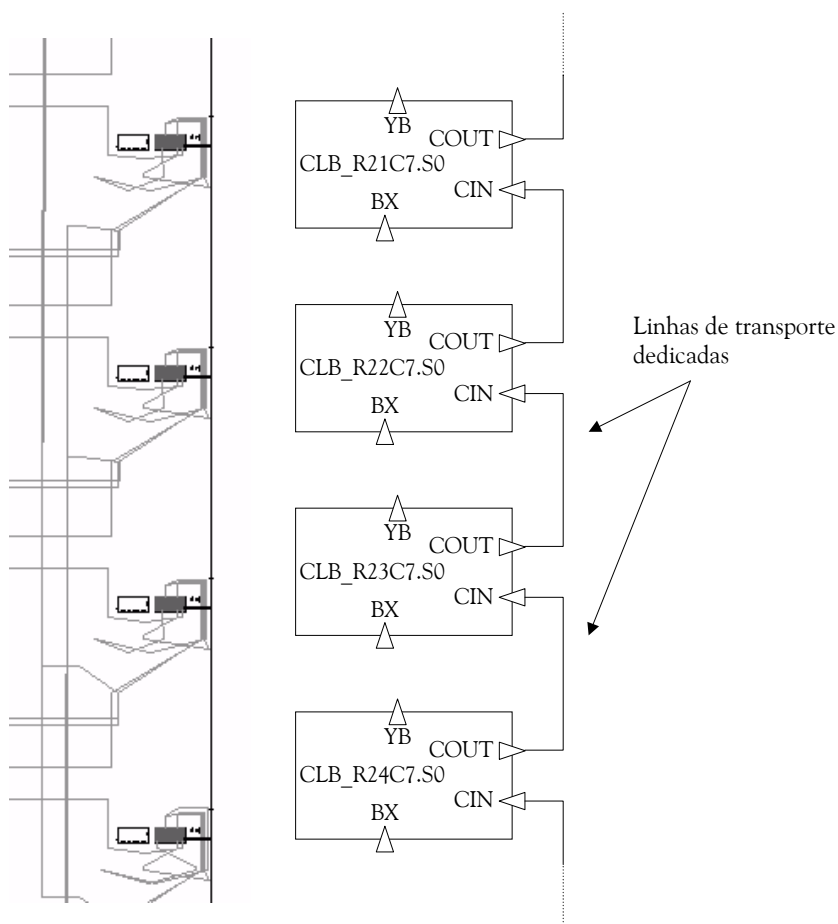 YB
COUT
CLB_R21C7.S0
CIN
BX
YB
COUT
CLB_R22C7.S0
CIN
BX
Linhas de transporte
dedicadas
YB
COUT
CLB_R23C7.S0
CIN
BX
YB
COUT
CLB_R24C7.S0
CIN
BX